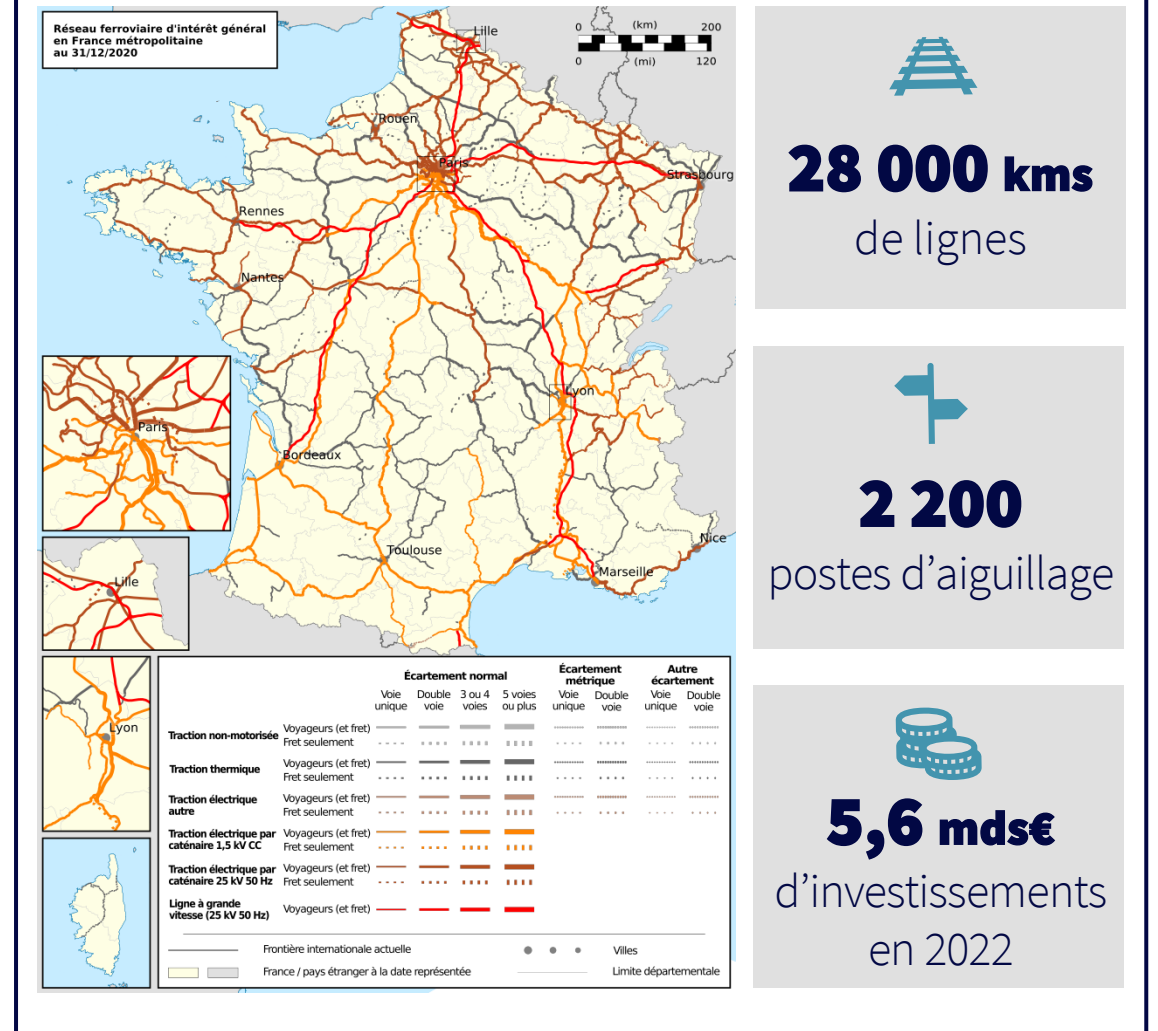 Réseau ferroviaire d'intérêt général
en France métropolitaine
au 31/12/2020
0 (km) 200
0 (mi) 120
Lille
Rouen
Paris
Strasbourg
Rennes
Nantes
Lyon
Bordeaux
Toulouse
Nice
Marseille
Paris
Lille
Lyon
Écartement normal
Écartement
métrique
Autre
écartement
Voie
unique
Double
voie
3 ou 4
voies
5 voies
ou plus
Voie
unique
Double
voie
Voie
unique
Double
voie
Traction non-motorisée
Voyageurs (et fret)
Fret seulement
Traction thermique
Voyageurs (et fret)
Fret seulement
Traction électrique
autre
Voyageurs (et fret)
Fret seulement
Traction électrique par
caténaire 1,5 kV CC
Voyageurs (et fret)
Fret seulement
Traction électrique par
caténaire 25 kV 50 Hz
Voyageurs (et fret)
Fret seulement
Ligne à grande
vitesse (25 kV 50 Hz)
Voyageurs (et fret)
Frontière internationale actuelle
Villes
France / pays étranger à la date représentée
Limite départementale
28 000 kms
de lignes
2 200
postes d’aiguillage
5,6 mds€
d’investissements
en 2022